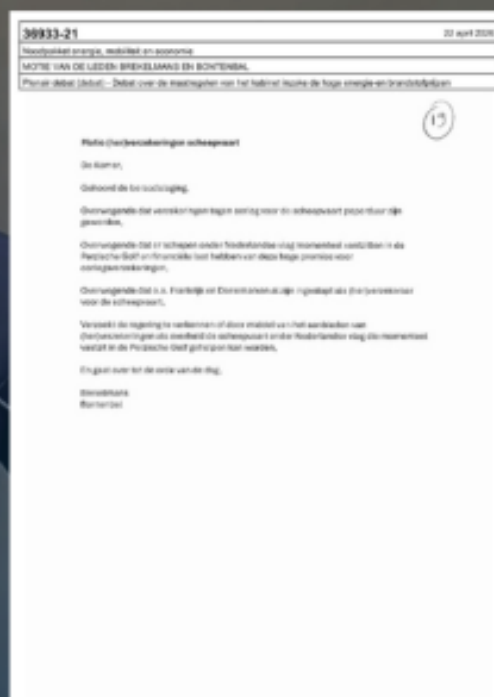 36933-21 22 april 2026
Noodpakket energie, mobiliteit en economie
MOTIE VAN DE LEDEN BREKELMANS EN BONTENBAL
Plenair debat (debat) - Debat over de maatregelen van het kabinet inzake de hoge energie-en brandstofprijzen
Motie (her)verzekeringen scheepvaart
De Kamer,
Gehoord de beraadslaging,
Overwegende dat verzekeringen tegen oorlog voor de scheepvaart peperduur zijn
geworden,
Overwegende dat er schepen onder Nederlandse vlag momenteel vastzitten in de
Perzische Golf en financiële last hebben van deze hoge premies voor
oorlogsverzekeringen,
Overwegende dat o.a. Frankrijk en Denemarken al zijn ingestapt als (her)verzekeraar
voor de scheepvaart,
Verzoekt de regering te verkennen of door middel van het aanbieden van
(her)verzekeringen als overheid de scheepvaart onder Nederlandse vlag die momenteel
vastzit in de Perzische Golf geholpen kan worden,
En gaat over tot de orde van de dag,
Brekelmans
Bontenbal